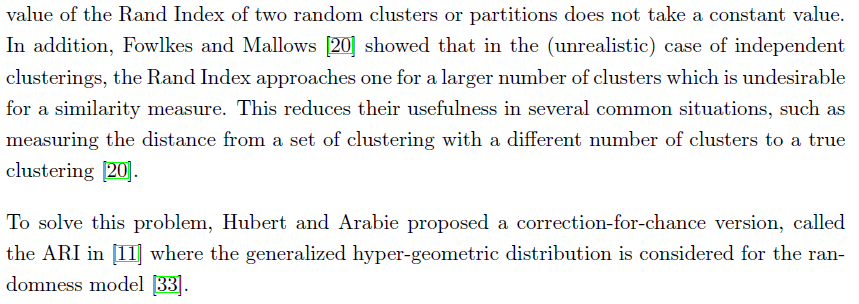 value of the Rand Index of two random clusters or partitions does not take a constant value.
In addition, Fowlkes and Mallows [20] showed that in the (unrealistic) case of independent
clusterings, the Rand Index approaches one for a larger number of clusters which is undesirable
for a similarity measure. This reduces their usefulness in several common situations, such as
measuring the distance from a set of clustering with a different number of clusters to a true
clustering [20].
To solve this problem, Hubert and Arabie proposed a correction-for-chance version, called
the ARI in [11] where the generalized hyper-geometric distribution is considered for the ran-
domness model [33].